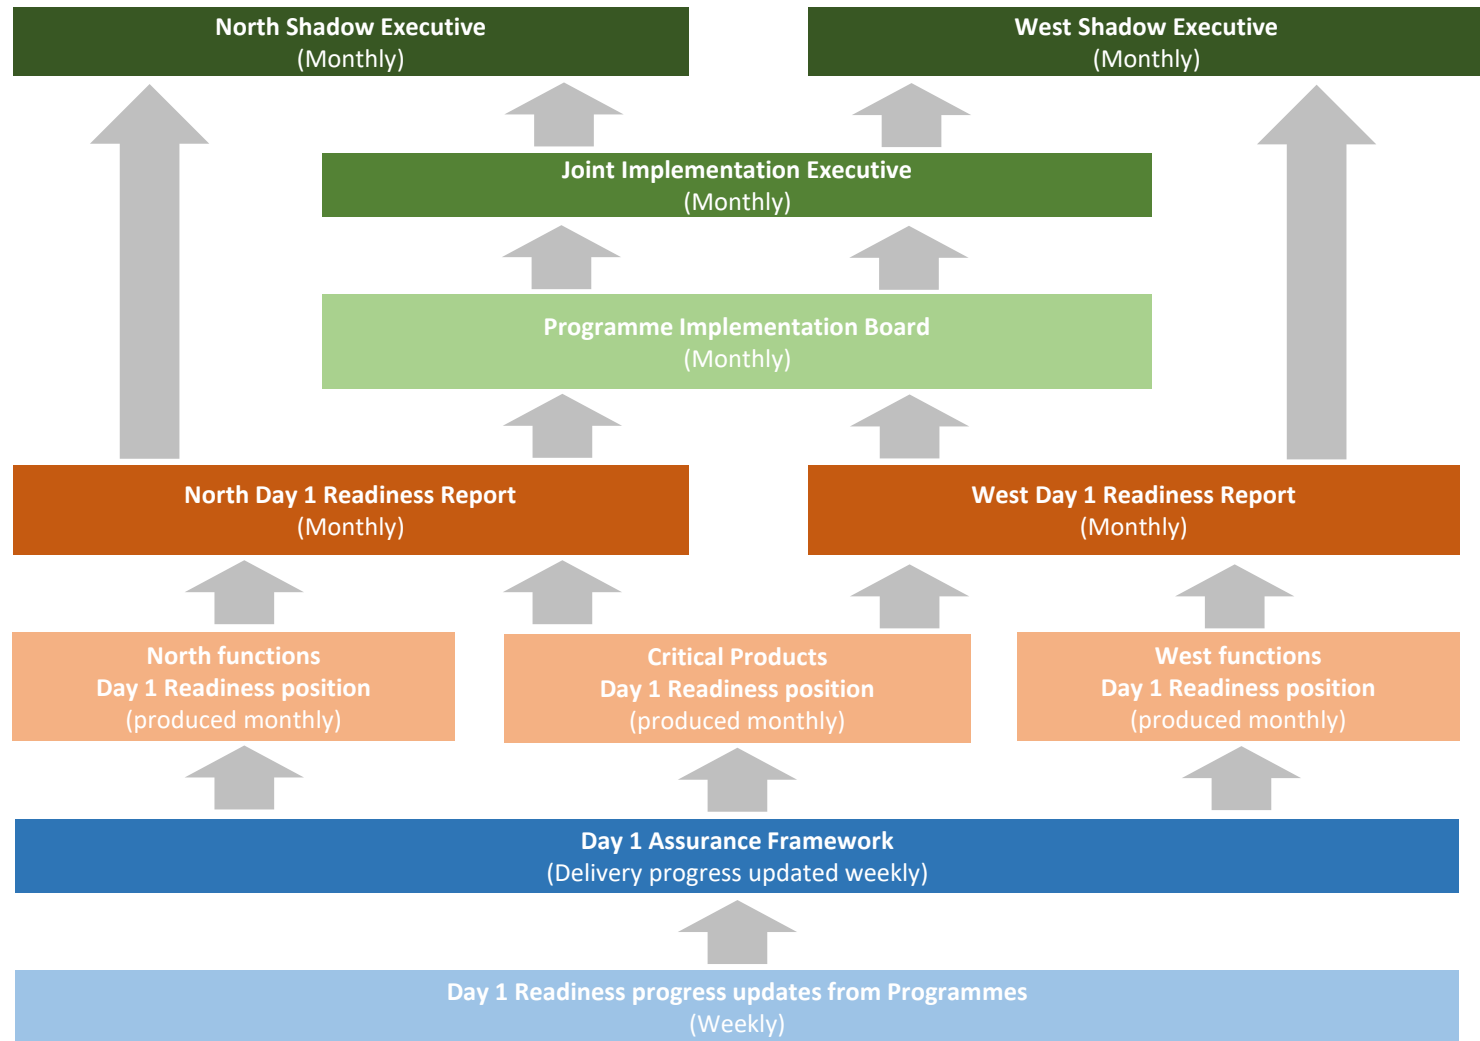 North Shadow Executive
(Monthly)
West Shadow Executive
(Monthly)
Joint Implementation Executive
(Monthly)
Programme Implementation Board
(Monthly)
North Day 1 Readiness Report
(Monthly)
West Day 1 Readiness Report
(Monthly)
North functions
Day 1 Readiness position
(produced monthly)
Critical Products
Day 1 Readiness position
(produced monthly)
West functions
Day 1 Readiness position
(produced monthly)
Day 1 Assurance Framework
(Delivery progress updated weekly)
Day 1 Readiness progress updates from Programmes
(Weekly)